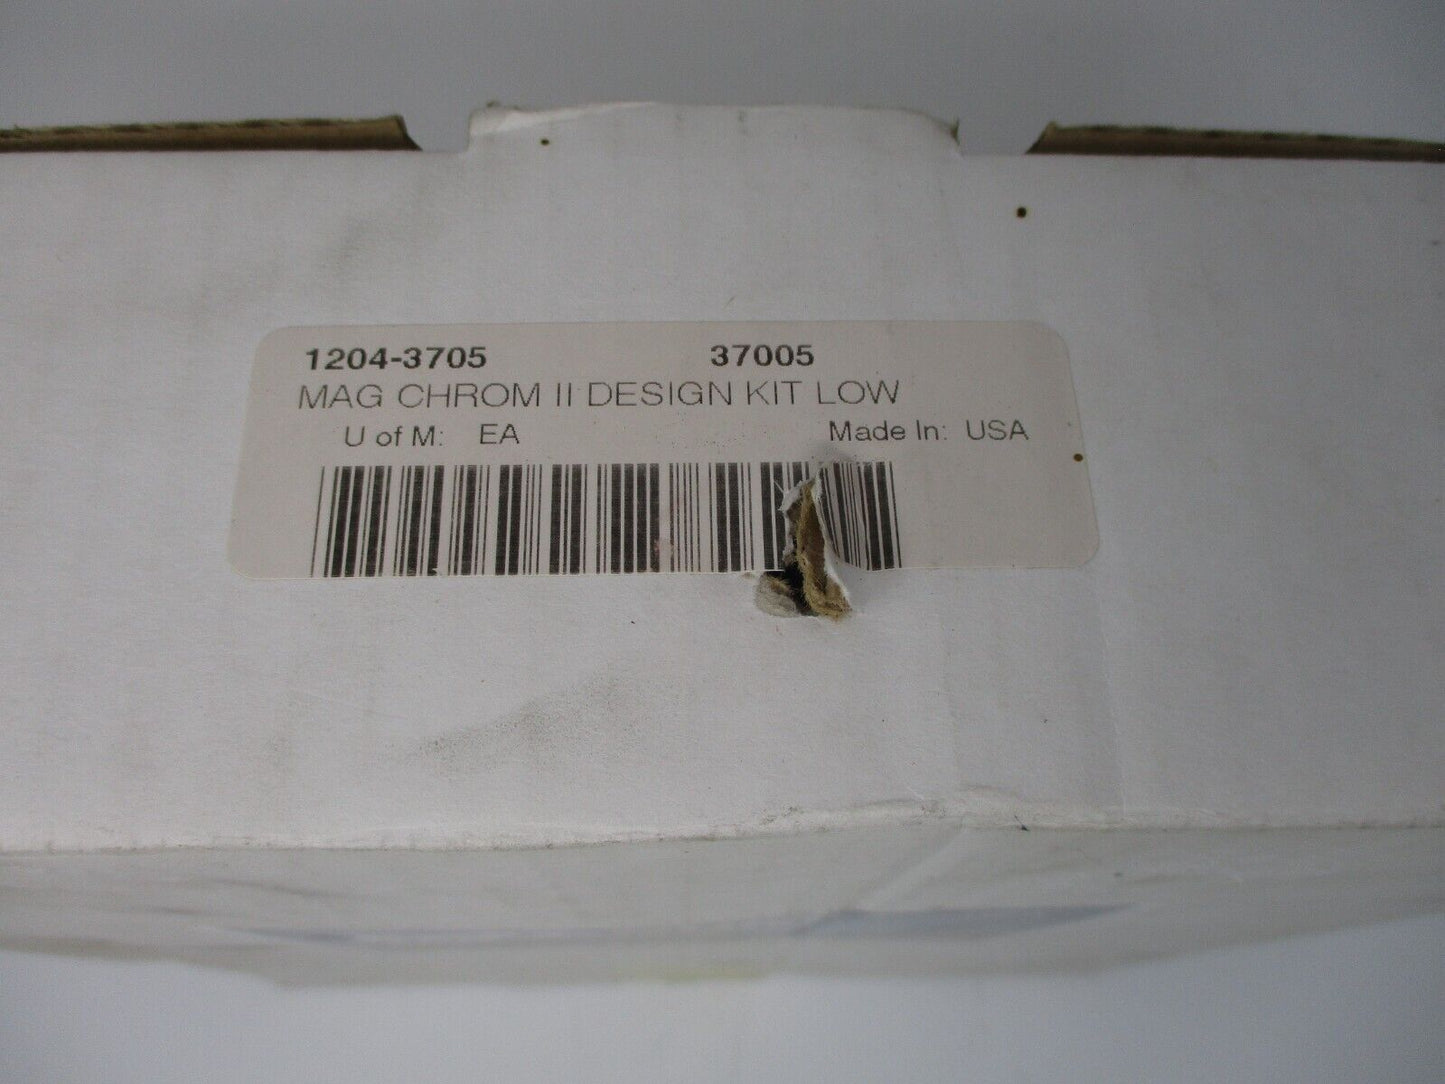 1204-3705 37005
MAG CHROM II DESIGN KIT LOW
U of M: EA Made In: USA